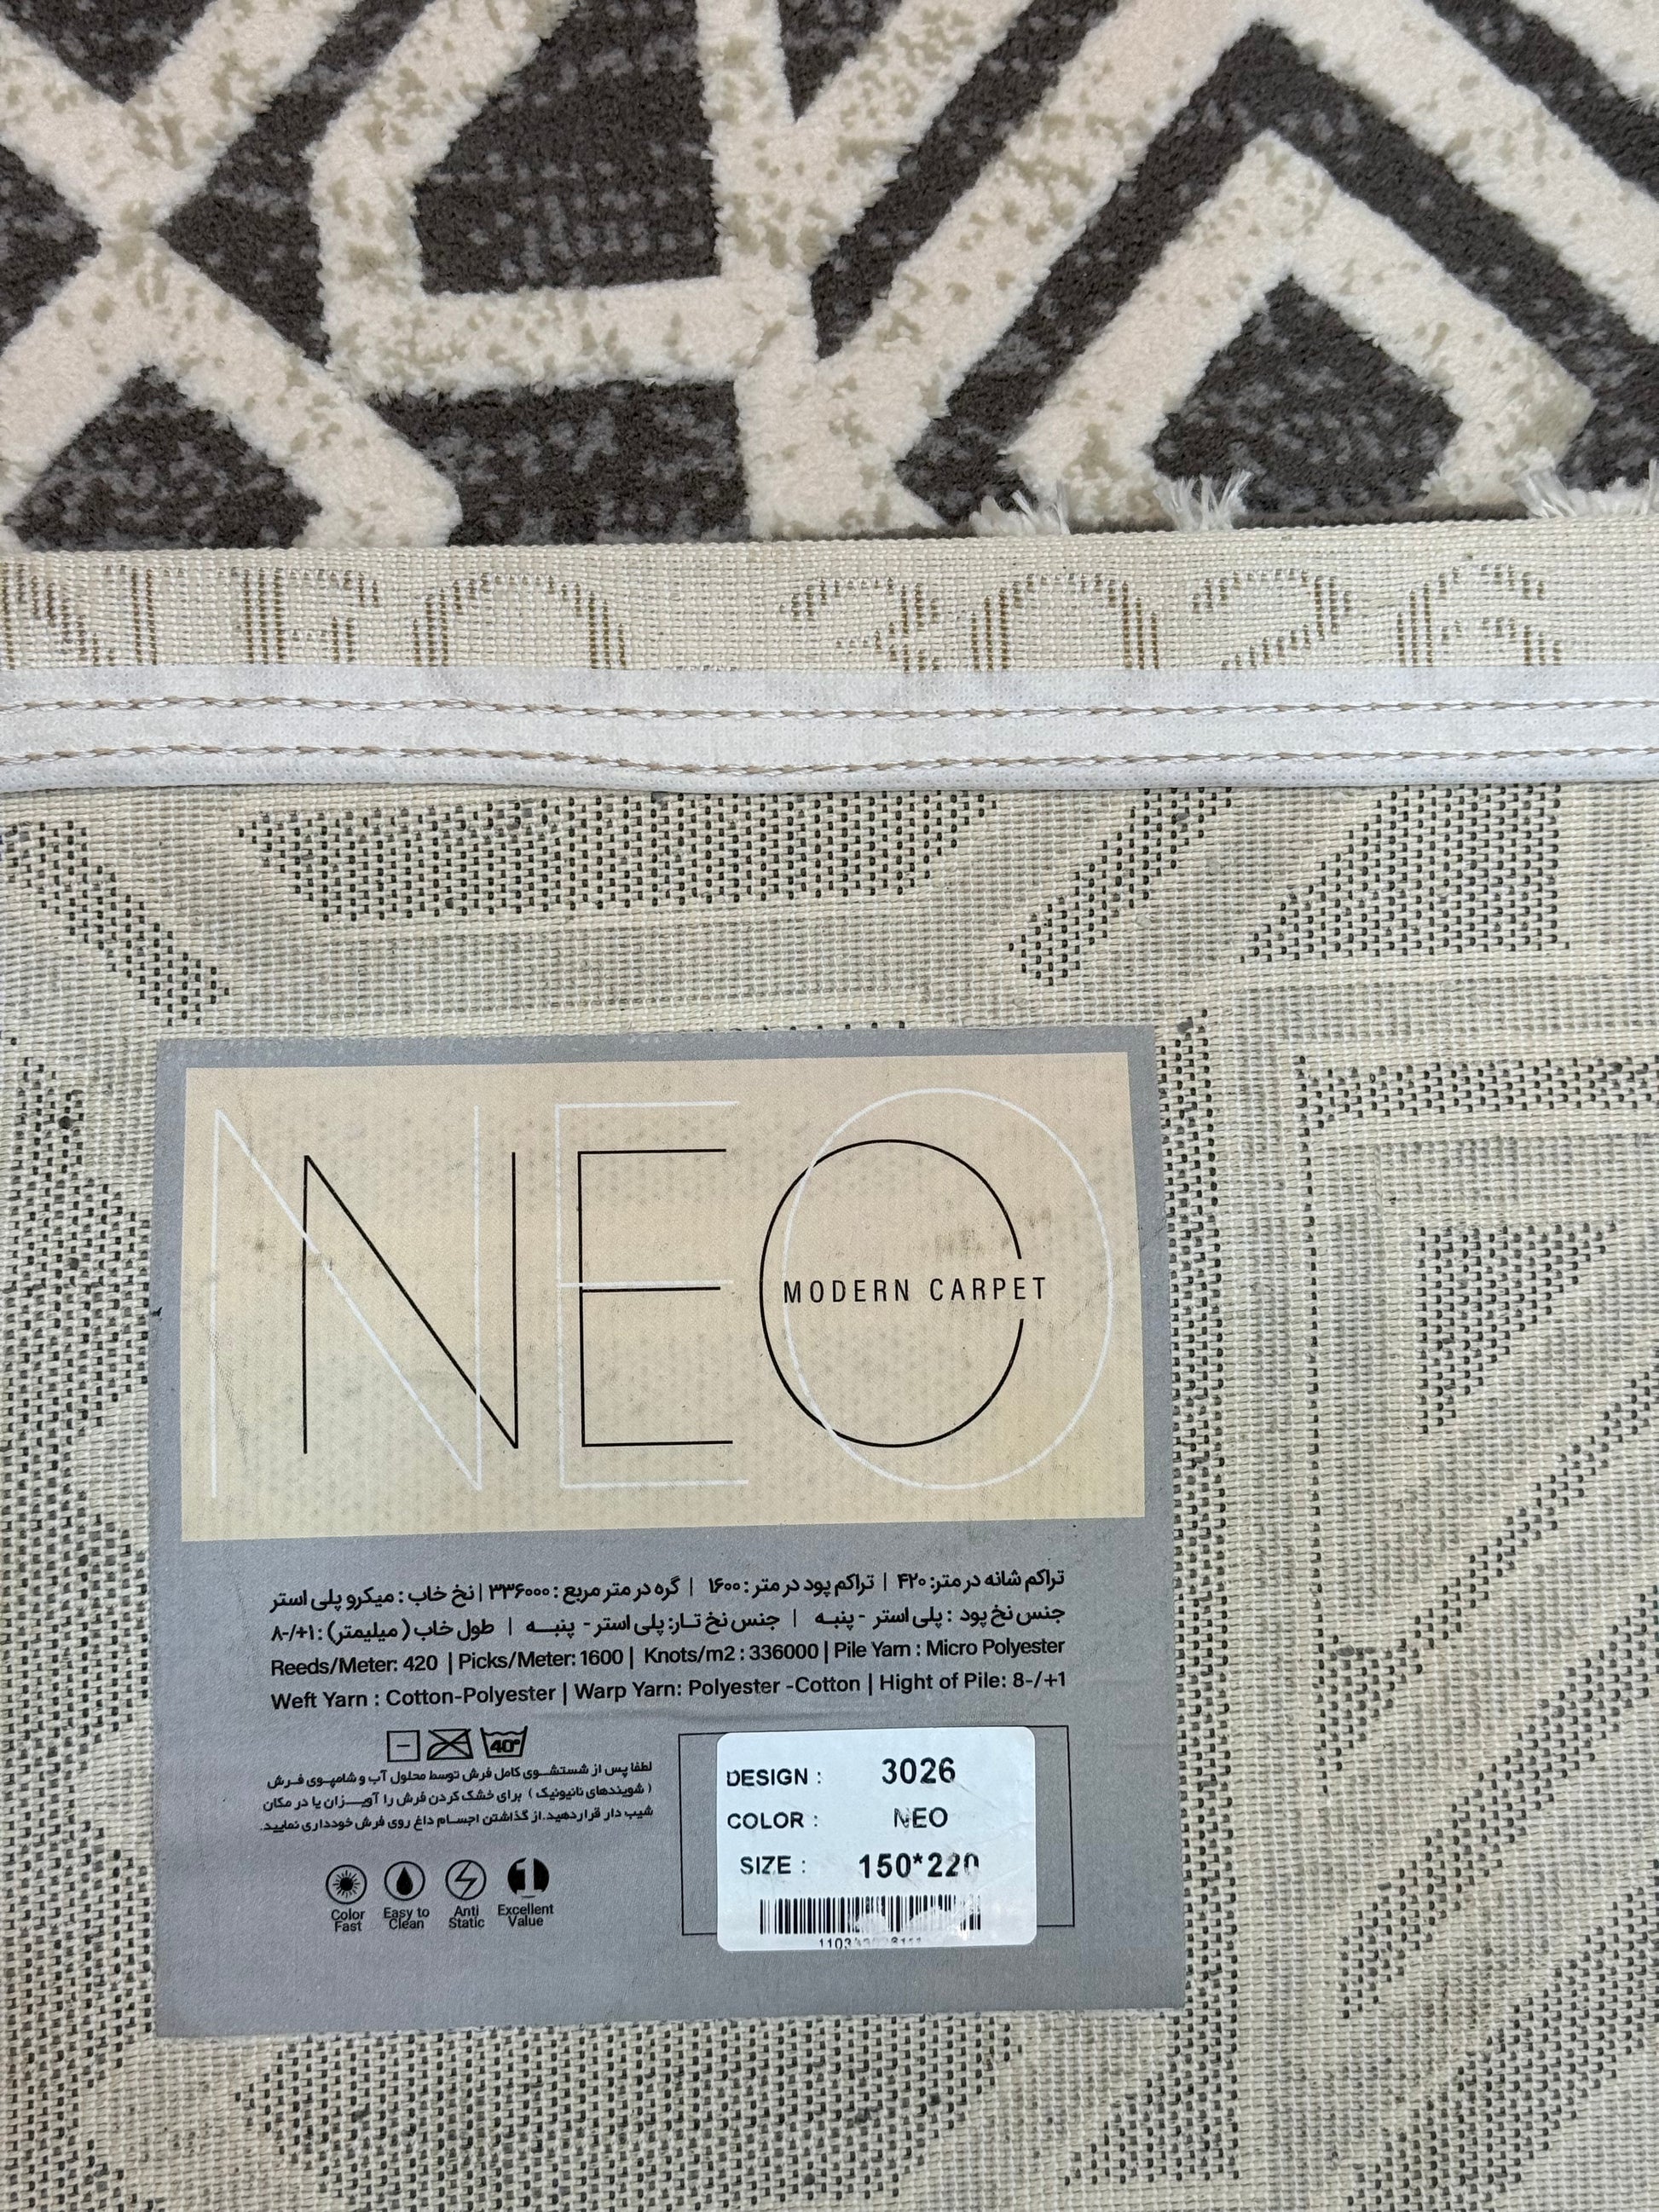 NEO 3026
NEO
MODERN CARPET
تراکم شانه در متر: ۴۲۰ | تراکم پود در متر : ۱۶۰۰ | گره در متر مربع : ۳۳۶۰۰۰ | نخ خاب : میکرو پلی استر
جنس نخ پود : پلی استر - پنبه | جنس نخ تار: پلی استر - پنبه | طول خاب ( میلیمتر) : ۸-/+۱
Reeds/Meter: 420 | Picks/Meter: 1600 | Knots/m2 : 336000 | Pile Yarn : Micro Polyester
Weft Yarn : Cotton-Polyester | Warp Yarn: Polyester -Cotton | Hight of Pile: 8-/+1
40°
لطفا پس از شستشوی کامل فرش توسط محلول آب و شامپوی فرش
( شویندهای نانیونیک ) برای خشک کردن فرش را آویزان یا در مکان
شیب دار قرار دهید. از گذاشتن اجسام داغ روی فرش خودداری نمایید.
Color Fast
Easy to Clean
Anti Static
1
Excellent Value
DESIGN : 3026
COLOR : NEO
SIZE : 150*220